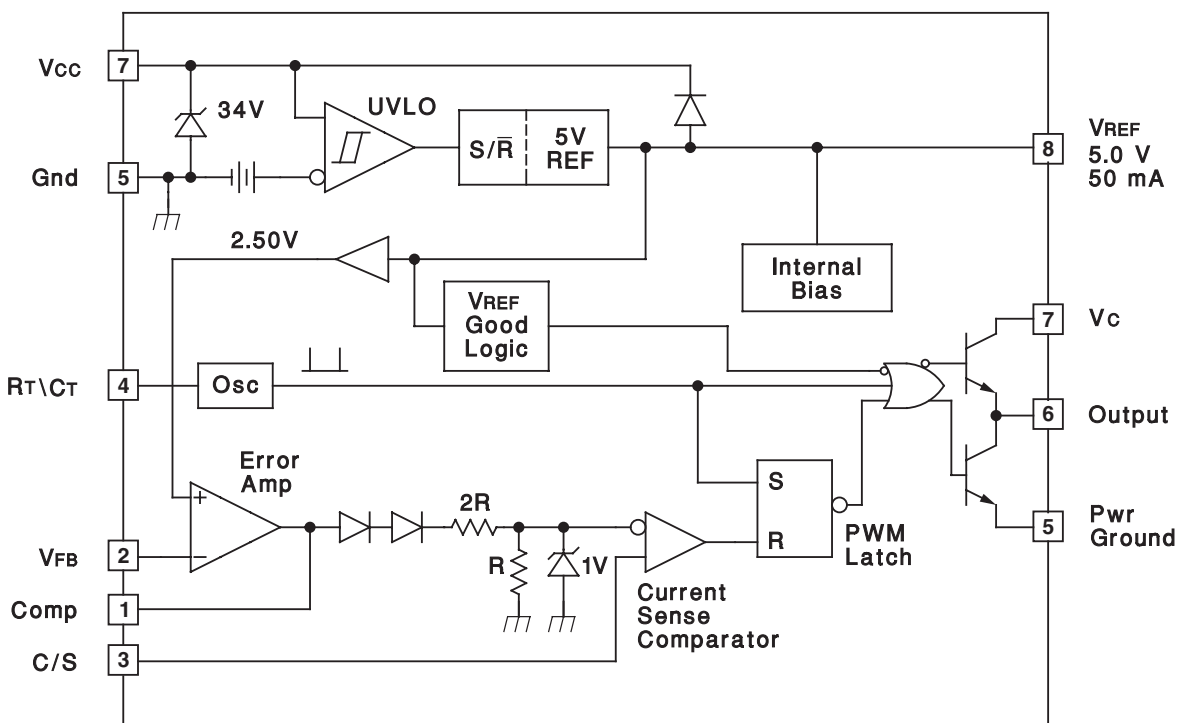 VCC
7
34V
UVLO
S/R̅
5V
REF
8
VREF
5.0 V
50 mA
Gnd
5
2.50V
VREF
Good
Logic
Internal
Bias
7
VC
RT\CT
4
Osc
6
Output
Error
Amp
+
−
2R
R
1V
S
R
PWM
Latch
5
Pwr
Ground
VFB
2
Comp
1
Current
Sense
Comparator
C/S
3